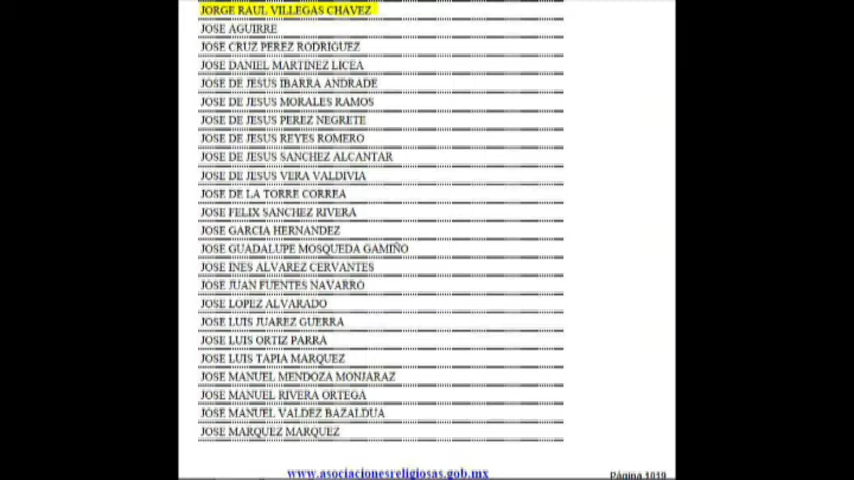 JORGE RAUL VILLEGAS CHAVEZ
JOSE AGUIRRE
JOSE CRUZ PEREZ RODRIGUEZ
JOSE DANIEL MARTINEZ LICEA
JOSE DE JESUS IBARRA ANDRADE
JOSE DE JESUS MORALES RAMOS
JOSE DE JESUS PEREZ NEGRETE
JOSE DE JESUS REYES ROMERO
JOSE DE JESUS SANCHEZ ALCANTAR
JOSE DE JESUS VERA VALDIVIA
JOSE DE LA TORRE CORREA
JOSE FELIX SANCHEZ RIVERA
JOSE GARCIA HERNANDEZ
JOSE GUADALUPE MOSQUEDA GAMIÑO
JOSE INES ALVAREZ CERVANTES
JOSE JUAN FUENTES NAVARRO
JOSE LOPEZ ALVARADO
JOSE LUIS JUAREZ GUERRA
JOSE LUIS ORTIZ PARRA
JOSE LUIS TAPIA MARQUEZ
JOSE MANUEL MENDOZA MONJARAZ
JOSE MANUEL RIVERA ORTEGA
JOSE MANUEL VALDEZ BAZALDUA
JOSE MARQUEZ MARQUEZ
www.asociacionesreligiosas.gob.mx
Página 1019